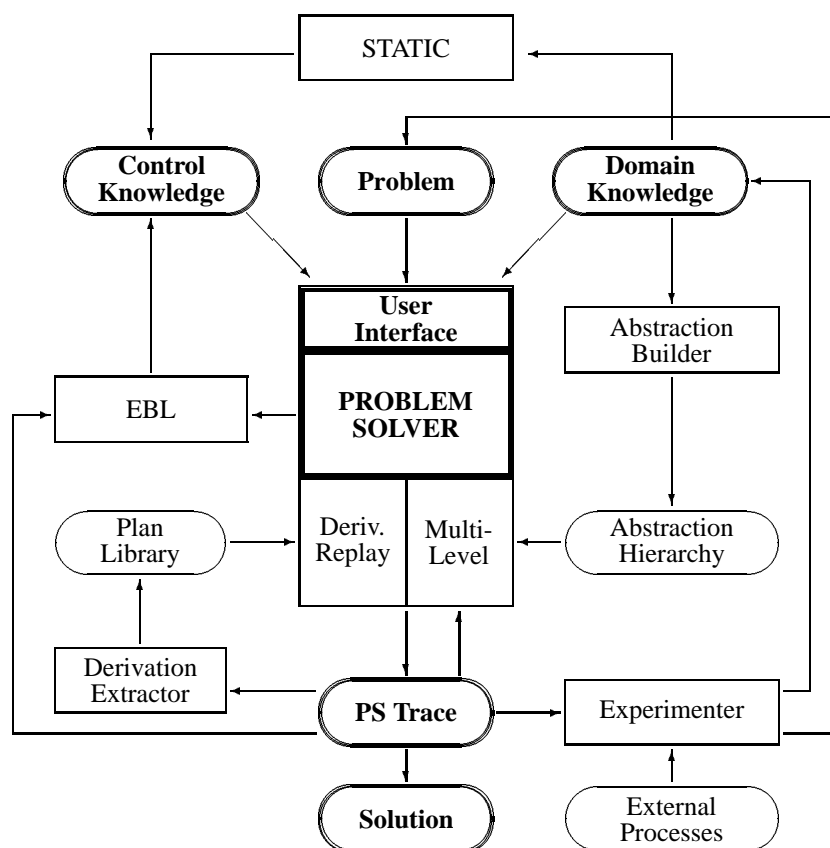 STATIC
Control
Knowledge
Problem
Domain
Knowledge
User
Interface
Abstraction
Builder
EBL
PROBLEM
SOLVER
Plan
Library
Deriv.
Replay
Multi-
Level
Abstraction
Hierarchy
Derivation
Extractor
PS Trace
Experimenter
Solution
External
Processes